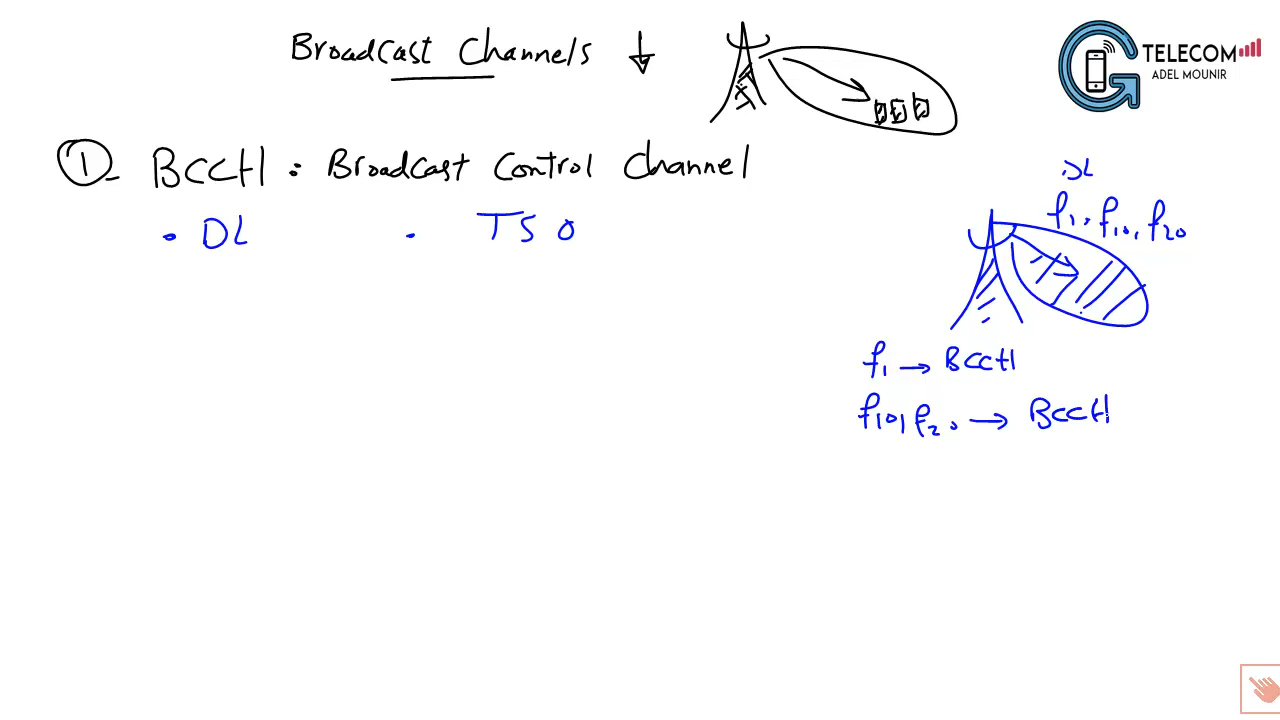 BroadCast Channels ↓
TELECOM
ADEL MOUNIR
① - BCCH : BroadCast Control Channel
• DL • TS 0
DL
f1, f10, f20
f1 → BCCH
f10, f20 → BCCH